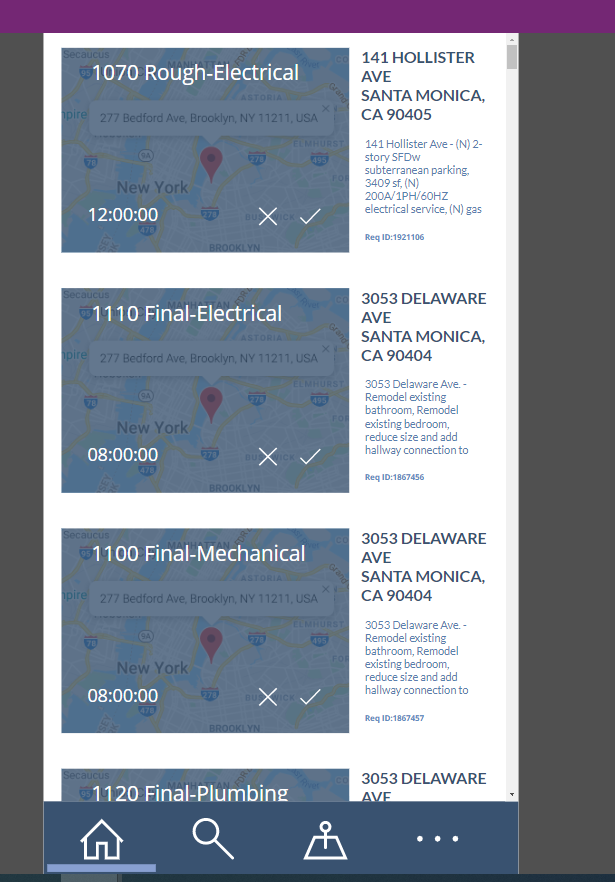 1070 Rough-Electrical
277 Bedford Ave, Brooklyn, NY 11211, USA
New York
12:00:00
BROOKLYN
141 HOLLISTER
AVE
SANTA MONICA,
CA 90405
141 Hollister Ave - (N) 2-
story SFDw
subterranean parking,
3409 sf, (N)
200A/1PH/60HZ
electrical service, (N) gas
Req ID:1921106
Secaucus
1110 Final-Electrical
ASTORIA
277 Bedford Ave, Brooklyn, NY 11211, USA
New York
08:00:00
BROOKLYN
3053 DELAWARE
AVE
SANTA MONICA,
CA 90404
3053 Delaware Ave. -
Remodel existing
bathroom, Remodel
existing bedroom,
reduce size and add
hallway connection to
Req ID:1867456
Secaucus
1100 Final-Mechanical
ASTORIA
277 Bedford Ave, Brooklyn, NY 11211, USA
New York
08:00:00
BROOKLYN
3053 DELAWARE
AVE
SANTA MONICA,
CA 90404
3053 Delaware Ave. -
Remodel existing
bathroom, Remodel
existing bedroom,
reduce size and add
hallway connection to
Req ID:1867457
Secaucus
1120 Final-Plumbing
3053 DELAWARE
AVE